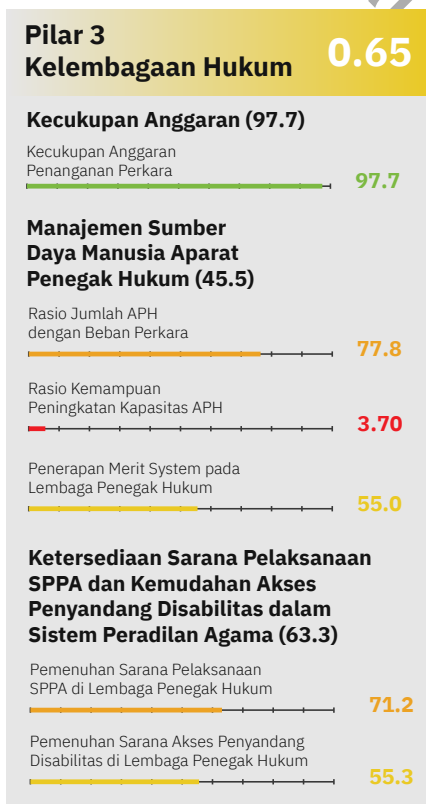 Pilar 3
Kelembagaan Hukum 0.65
Kecukupan Anggaran (97.7)
Kecukupan Anggaran
Penanganan Perkara
97.7
Manajemen Sumber
Daya Manusia Aparat
Penegak Hukum (45.5)
Rasio Jumlah APH
dengan Beban Perkara
77.8
Rasio Kemampuan
Peningkatan Kapasitas APH
3.70
Penerapan Merit System pada
Lembaga Penegak Hukum
55.0
Ketersediaan Sarana Pelaksanaan
SPPA dan Kemudahan Akses
Penyandang Disabilitas dalam
Sistem Peradilan Agama (63.3)
Pemenuhan Sarana Pelaksanaan
SPPA di Lembaga Penegak Hukum
71.2
Pemenuhan Sarana Akses Penyandang
Disabilitas di Lembaga Penegak Hukum
55.3